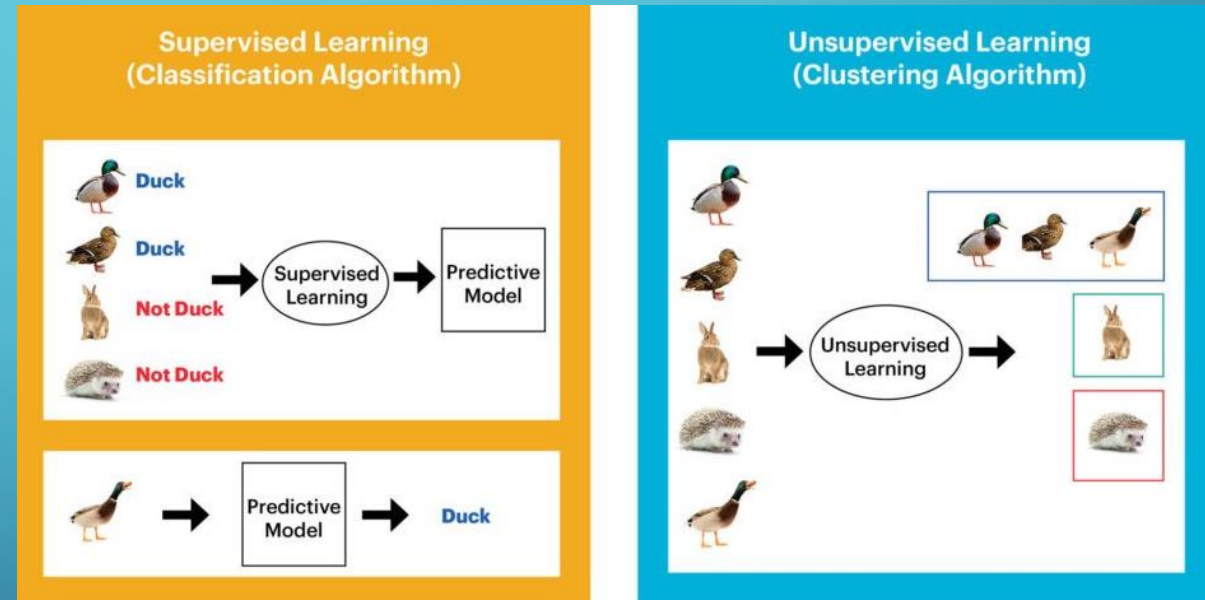 Supervised Learning
(Classification Algorithm)
Duck
Duck
Not Duck
Not Duck
Supervised
Learning
Predictive
Model
Predictive
Model
Duck
Unsupervised Learning
(Clustering Algorithm)
Unsupervised
Learning